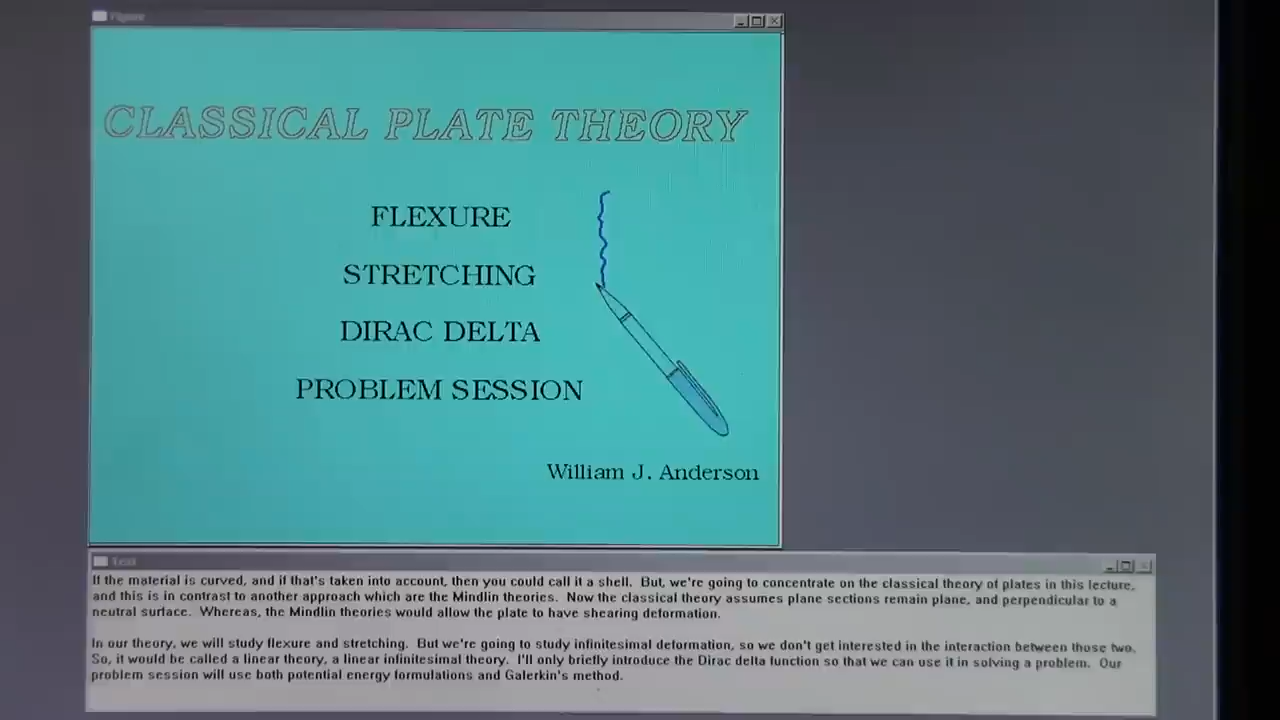 Figure
CLASSICAL PLATE THEORY
FLEXURE
STRETCHING
DIRAC DELTA
PROBLEM SESSION
William J. Anderson
Text
If the material is curved, and if that's taken into account, then you could call it a shell. But, we're going to concentrate on the classical theory of plates in this lecture,
and this is in contrast to another approach which are the Mindlin theories. Now the classical theory assumes plane sections remain plane, and perpendicular to a
neutral surface. Whereas, the Mindlin theories would allow the plate to have shearing deformation.
In our theory, we will study flexure and stretching. But we're going to study infinitesimal deformation, so we don't get interested in the interaction between those two.
So, it would be called a linear theory, a linear infinitesimal theory. I'll only briefly introduce the Dirac delta function so that we can use it in solving a problem. Our
problem session will use both potential energy formulations and Galerkin's method.